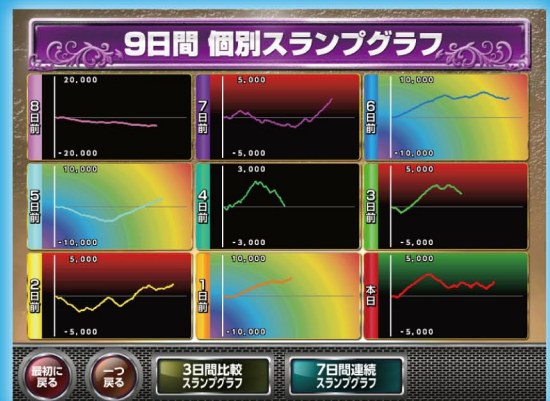 9日間 個別スランプグラフ
8日前
20,000
-20,000
7日前
5,000
-5,000
6日前
10,000
-10,000
5日前
10,000
-10,000
4日前
3,000
-3,000
3日前
5,000
-5,000
2日前
5,000
-5,000
1日前
10,000
-10,000
本日
5,000
-5,000
最初に
戻る
一つ
戻る
3日間比較
スランプグラフ
7日間連続
スランプグラフ